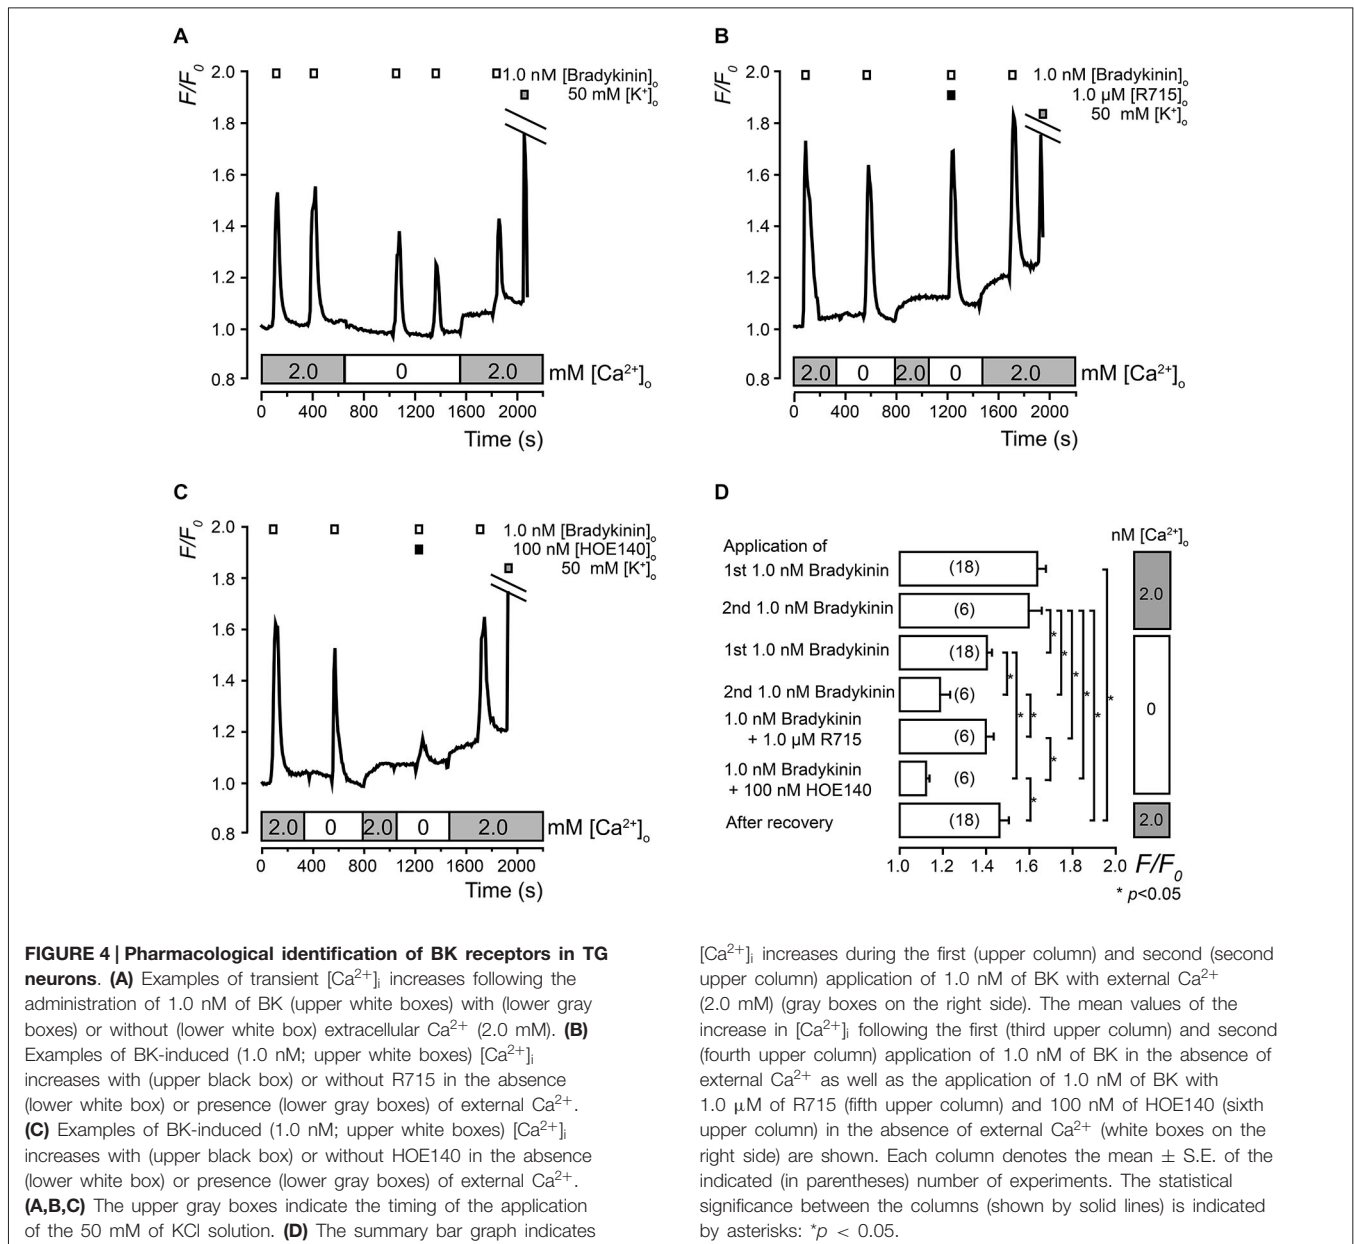 A
F/F0
2.0
1.8
1.6
1.4
1.2
1.0
0.8
1.0 nM [Bradykinin]o
50 mM [K+]o
2.0 0 2.0 mM [Ca2+]o
0 400 800 1200 1600 2000
Time (s)
B
F/F0
2.0
1.8
1.6
1.4
1.2
1.0
0.8
1.0 nM [Bradykinin]o
1.0 µM [R715]o
50 mM [K+]o
2.0 0 2.0 0 2.0 mM [Ca2+]o
0 400 800 1200 1600 2000
Time (s)
C
F/F0
2.0
1.8
1.6
1.4
1.2
1.0
0.8
1.0 nM [Bradykinin]o
100 nM [HOE140]o
50 mM [K+]o
2.0 0 2.0 0 2.0 mM [Ca2+]o
0 400 800 1200 1600 2000
Time (s)
D
nM [Ca2+]o
Application of
1st 1.0 nM Bradykinin (18)
2nd 1.0 nM Bradykinin (6)
1st 1.0 nM Bradykinin (18)
2nd 1.0 nM Bradykinin (6)
1.0 nM Bradykinin
+ 1.0 µM R715 (6)
1.0 nM Bradykinin
+ 100 nM HOE140 (6)
After recovery (18)
* * * * * * * * * * *
2.0
0
2.0
1.0 1.2 1.4 1.6 1.8 2.0 F/F0
* p<0.05
FIGURE 4 | Pharmacological identification of BK receptors in TG
neurons. (A) Examples of transient [Ca2+]i increases following the
administration of 1.0 nM of BK (upper white boxes) with (lower gray
boxes) or without (lower white box) extracellular Ca2+ (2.0 mM). (B)
Examples of BK-induced (1.0 nM; upper white boxes) [Ca2+]i
increases with (upper black box) or without R715 in the absence
(lower white box) or presence (lower gray boxes) of external Ca2+.
(C) Examples of BK-induced (1.0 nM; upper white boxes) [Ca2+]i
increases with (upper black box) or without HOE140 in the absence
(lower white box) or presence (lower gray boxes) of external Ca2+.
(A,B,C) The upper gray boxes indicate the timing of the application
of the 50 mM of KCl solution. (D) The summary bar graph indicates
[Ca2+]i increases during the first (upper column) and second (second
upper column) application of 1.0 nM of BK with external Ca2+
(2.0 mM) (gray boxes on the right side). The mean values of the
increase in [Ca2+]i following the first (third upper column) and second
(fourth upper column) application of 1.0 nM of BK in the absence of
external Ca2+ as well as the application of 1.0 nM of BK with
1.0 µM of R715 (fifth upper column) and 100 nM of HOE140 (sixth
upper column) in the absence of external Ca2+ (white boxes on the
right side) are shown. Each column denotes the mean ± S.E. of the
indicated (in parentheses) number of experiments. The statistical
significance between the columns (shown by solid lines) is indicated
by asterisks: *p < 0.05.